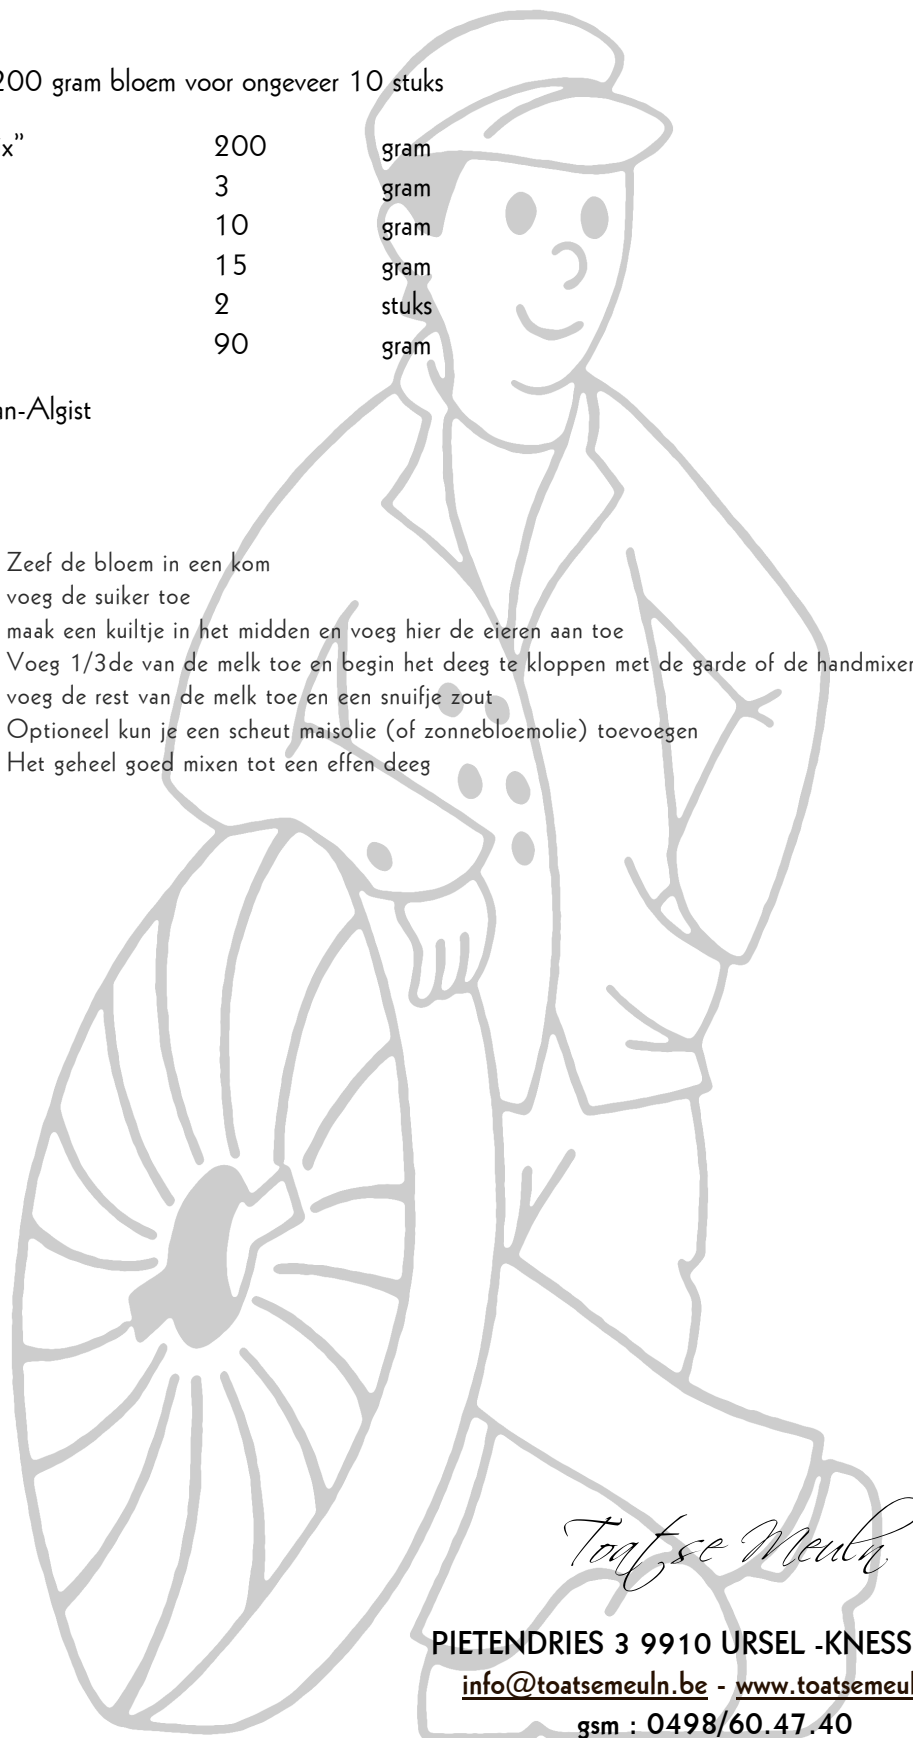 200 gram bloem voor ongeveer 10 stuks
x” 200 gram
3 gram
10 gram
15 gram
2 stuks
90 gram
an-Algist
Zeef de bloem in een kom
voeg de suiker toe
maak een kuiltje in het midden en voeg hier de eieren aan toe
Voeg 1/3de van de melk toe en begin het deeg te kloppen met de garde of de handmixer
voeg de rest van de melk toe en een snuifje zout
Optioneel kun je een scheut maisolie (of zonnebloemolie) toevoegen
Het geheel goed mixen tot een effen deeg
Toatse Meuln
PIETENDRIES 3 9910 URSEL -KNESS
info@toatsemeuln.be - www.toatsemeul
gsm : 0498/60.47.40